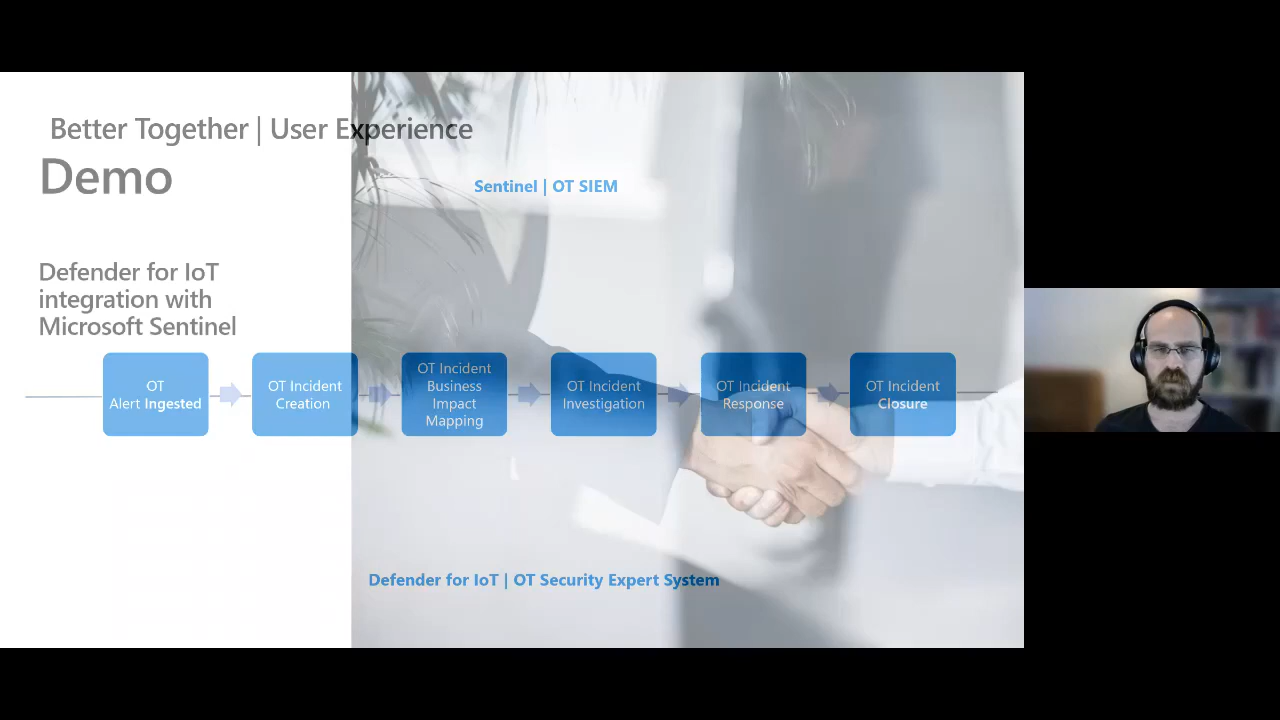 Better Together | User Experience
Demo
Sentinel | OT SIEM
Defender for IoT
integration with
Microsoft Sentinel
OT
Alert Ingested
OT Incident
Creation
OT Incident
Business
Impact
Mapping
OT Incident
Investigation
OT Incident
Response
OT Incident
Closure
Defender for IoT | OT Security Expert System